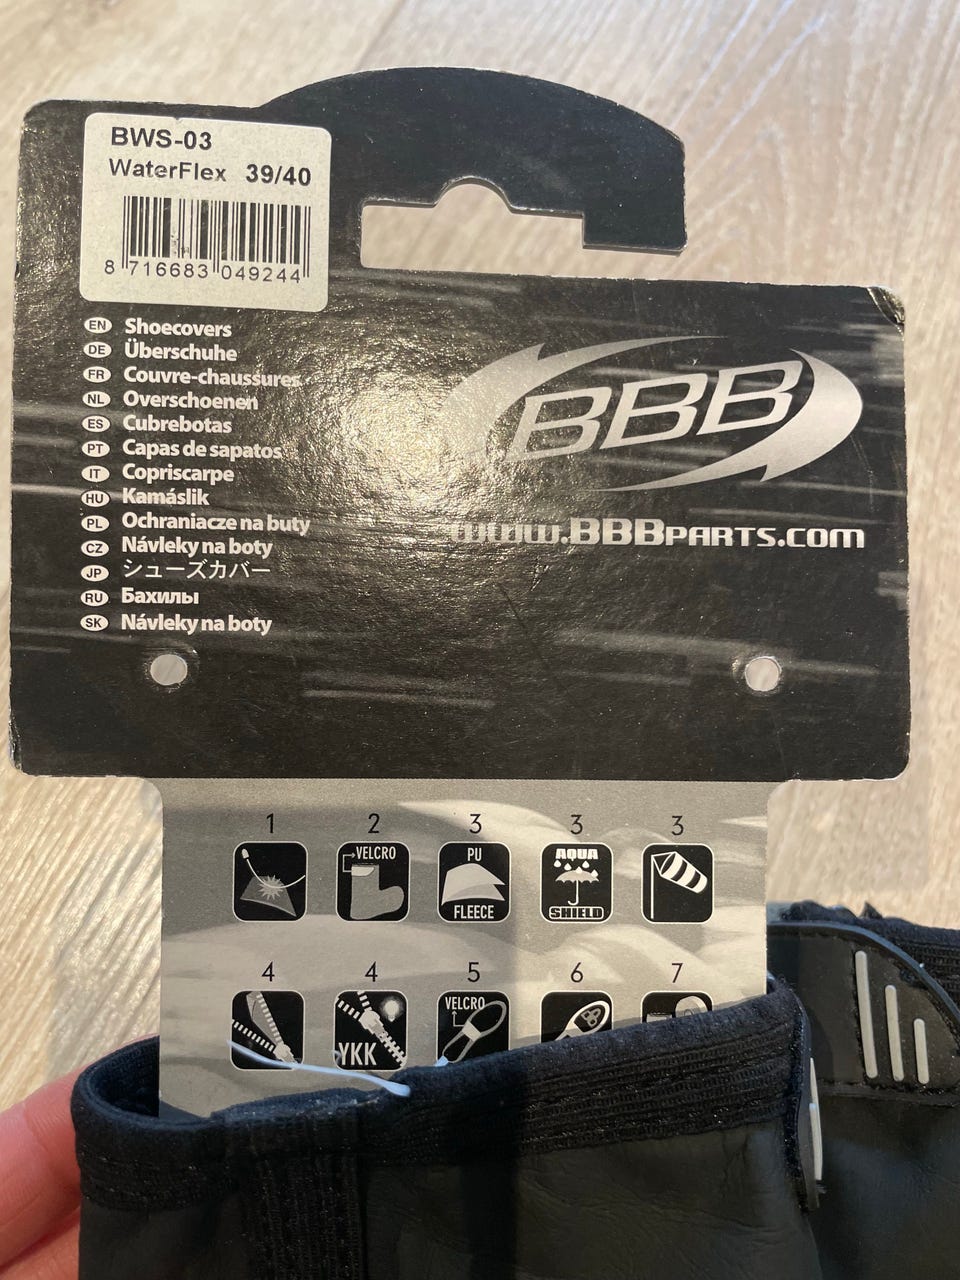 BWS-03
WaterFlex 39/40
8 716683 049244
EN Shoecovers
DE Überschuhe
FR Couvre-chaussures
NL Overschoenen
ES Cubrebotas
PT Capas de sapatos
IT Copriscarpe
HU Kamáslik
PL Ochraniacze na buty
CZ Návleky na boty
JP シューズカバー
RU Бахилы
SK Návleky na boty
BBB
www.BBBPARTS.COM
1 2 3 3 3
VELCRO
PU
FLEECE
AQUA
SHIELD
4 4 5 6 7
YKK
VELCRO